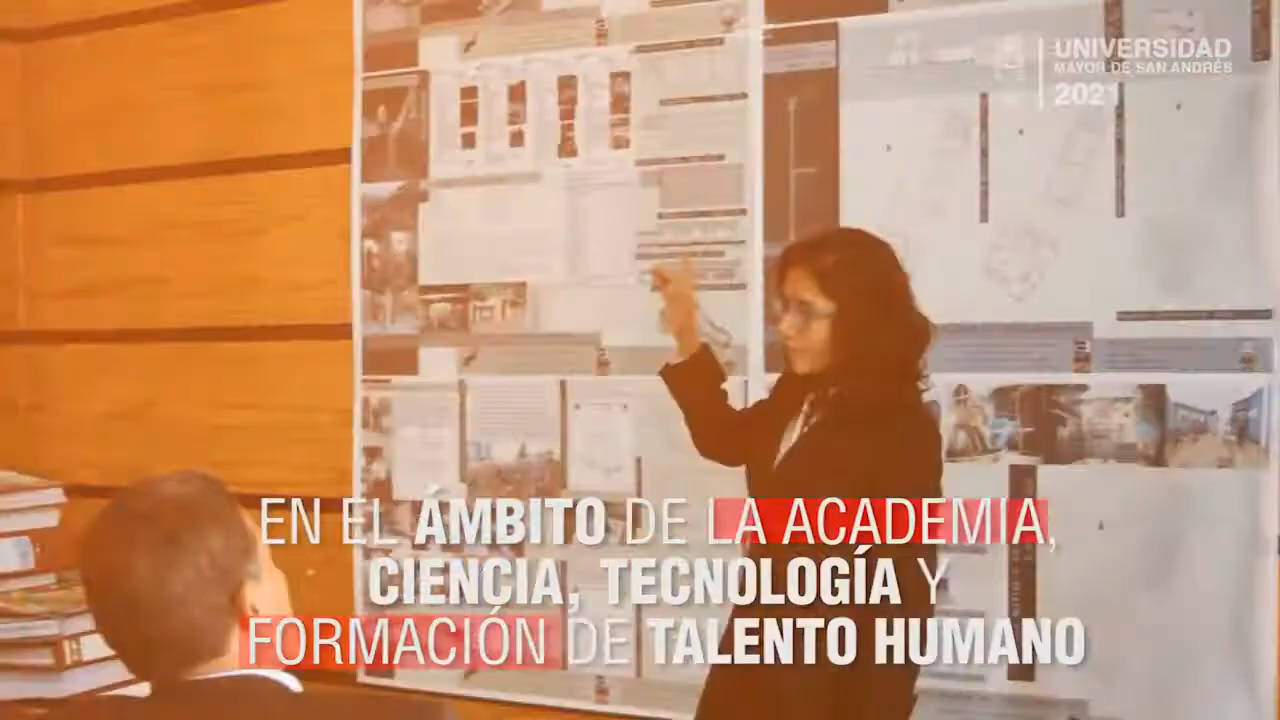 UNIVERSIDAD
MAYOR DE SAN ANDRÉS
2021
EN EL ÁMBITO DE LA ACADEMIA,
CIENCIA, TECNOLOGÍA Y
FORMACIÓN DE TALENTO HUMANO